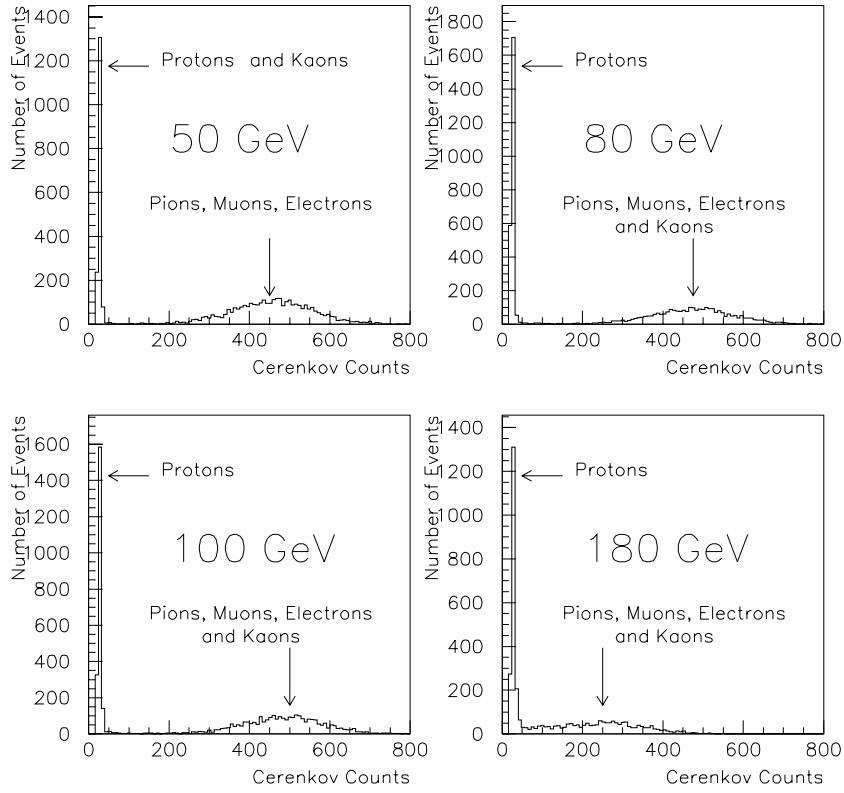 Number of Events
1400
1200
1000
800
600
400
200
0
Protons and Kaons
50 GeV
Pions, Muons, Electrons
0 200 400 600 800
Cerenkov Counts
Number of Events
1800
1600
1400
1200
1000
800
600
400
200
0
Protons
80 GeV
Pions, Muons, Electrons
and Kaons
0 200 400 600 800
Cerenkov Counts
Number of Events
1600
1400
1200
1000
800
600
400
200
0
Protons
100 GeV
Pions, Muons, Electrons
and Kaons
0 200 400 600 800
Cerenkov Counts
Number of Events
1400
1200
1000
800
600
400
200
0
Protons
180 GeV
Pions, Muons, Electrons
and Kaons
0 200 400 600 800
Cerenkov Counts